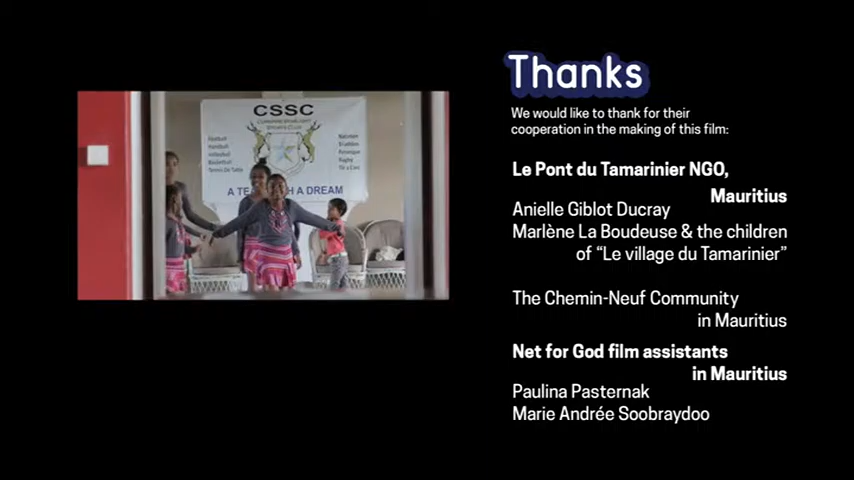 CSSC
A TE
H A DREAM
Thanks
We would like to thank for their
cooperation in the making of this film:
Le Pont du Tamarinier NGO,
Mauritius
Anielle Giblot Ducray
Marlène La Boudeuse & the children
of “Le village du Tamarinier”
The Chemin-Neuf Community
in Mauritius
Net for God film assistants
in Mauritius
Paulina Pasternak
Marie Andrée Soobraydoo